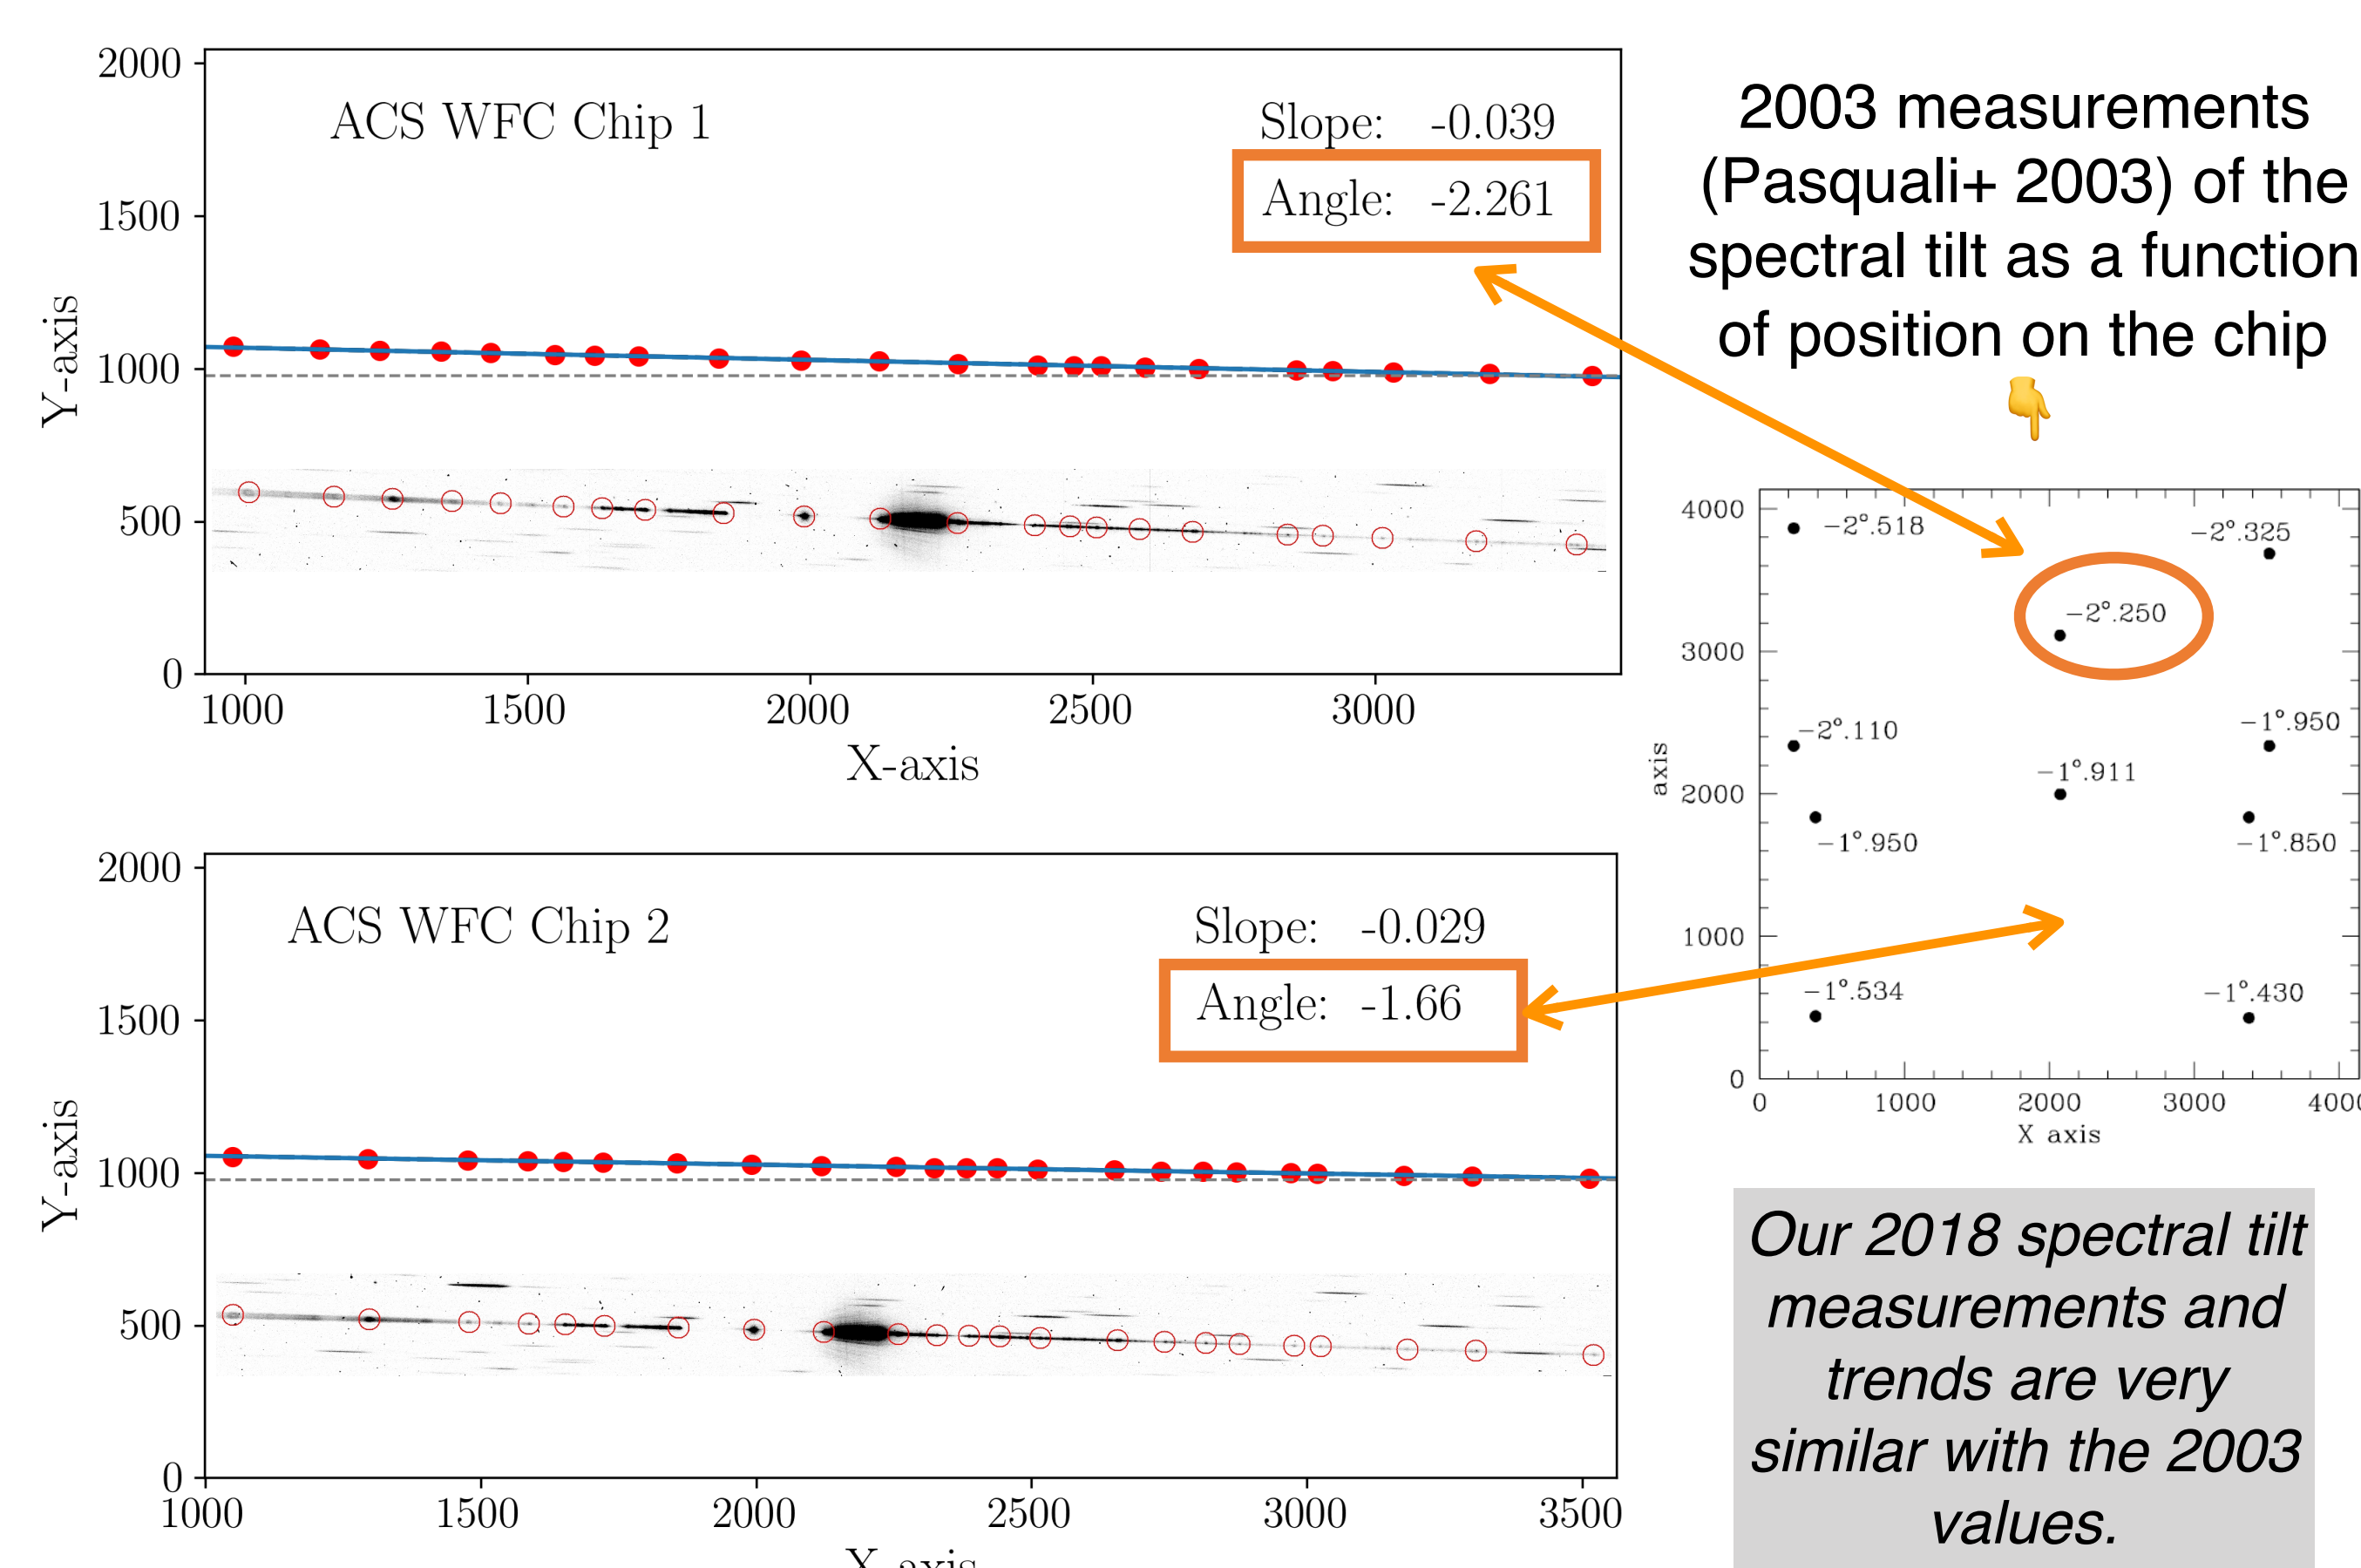 2000
ACS WFC Chip 1
Slope: -0.039
Angle: -2.261
1500
1000
500
0
Y-axis
1000 1500 2000 2500 3000
X-axis
2003 measurements
(Pasquali+ 2003) of the
spectral tilt as a function
of position on the chip
4000
−2°.518
−2°.325
−2°.250
3000
−2°.110
−1°.950
−1°.911
axis
2000
−1°.950
−1°.850
1000
−1°.534
−1°.430
0
0 1000 2000 3000 400
X axis
2000
ACS WFC Chip 2
Slope: -0.029
Angle: -1.66
1500
1000
500
0
Y-axis
1000 1500 2000 2500 3000 3500
X-axis
Our 2018 spectral tilt
measurements and
trends are very
similar with the 2003
values.